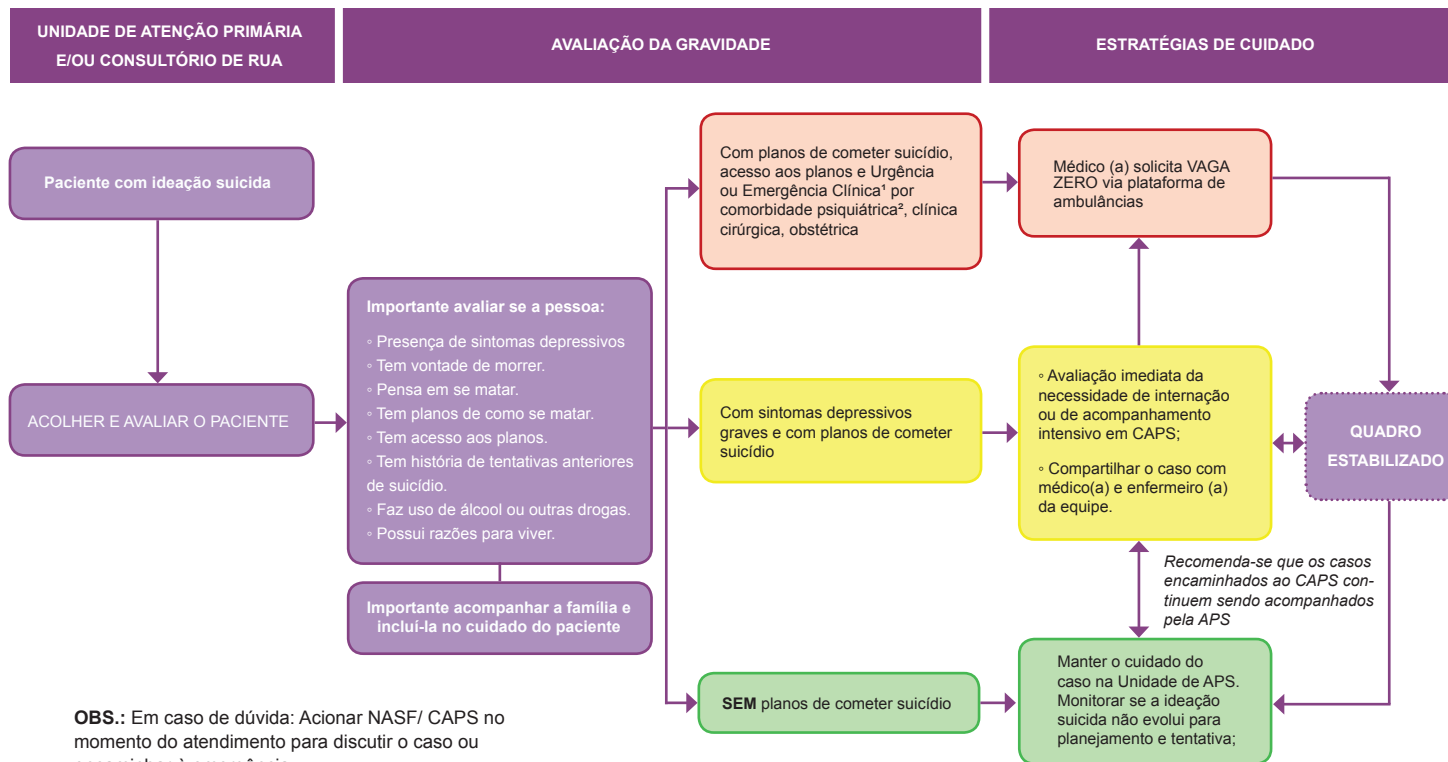 UNIDADE DE ATENÇÃO PRIMÁRIA
E/OU CONSULTÓRIO DE RUA
AVALIAÇÃO DA GRAVIDADE
ESTRATÉGIAS DE CUIDADO
Paciente com ideação suicida
ACOLHER E AVALIAR O PACIENTE
Importante avaliar se a pessoa:
◦ Presença de sintomas depressivos
◦ Tem vontade de morrer.
◦ Pensa em se matar.
◦ Tem planos de como se matar.
◦ Tem acesso aos planos.
◦ Tem história de tentativas anteriores
de suicídio.
◦ Faz uso de álcool ou outras drogas.
◦ Possui razões para viver.
Importante acompanhar a família e
incluí-la no cuidado do paciente
Com planos de cometer suicídio,
acesso aos planos e Urgência
ou Emergência Clínica¹ por
comorbidade psiquiátrica², clínica
cirúrgica, obstétrica
Médico (a) solicita VAGA
ZERO via plataforma de
ambulâncias
Com sintomas depressivos
graves e com planos de cometer
suicídio
◦ Avaliação imediata da
necessidade de internação
ou de acompanhamento
intensivo em CAPS;
◦ Compartilhar o caso com
médico(a) e enfermeiro (a)
da equipe.
QUADRO
ESTABILIZADO
Recomenda-se que os casos
encaminhados ao CAPS con-
tinuem sendo acompanhados
pela APS
SEM planos de cometer suicídio
Manter o cuidado do
caso na Unidade de APS.
Monitorar se a ideação
suicida não evolui para
planejamento e tentativa;
OBS.: Em caso de dúvida: Acionar NASF/ CAPS no
momento do atendimento para discutir o caso ou